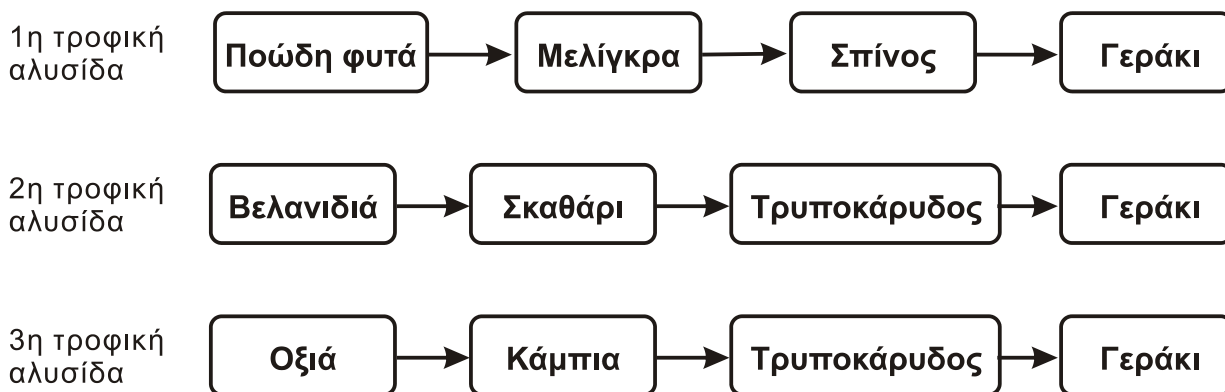 1η τροφική
αλυσίδα
Ποώδη φυτά
Μελίγκρα
Σπίνος
Γεράκι
2η τροφική
αλυσίδα
Βελανιδιά
Σκαθάρι
Τρυποκάρυδος
Γεράκι
3η τροφική
αλυσίδα
Οξιά
Κάμπια
Τρυποκάρυδος
Γεράκι